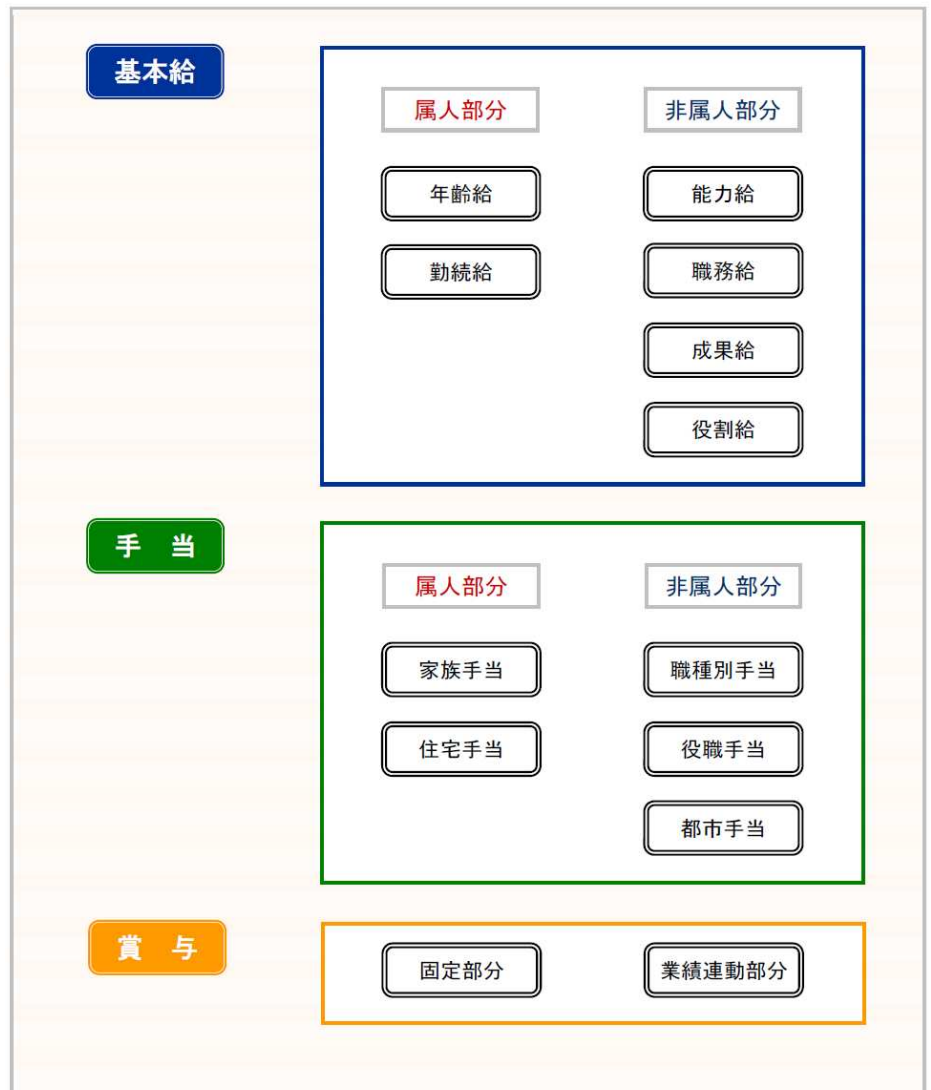 基本給
属人部分
非属人部分
年齢給
能力給
勤続給
職務給
成果給
役割給
手 当
属人部分
非属人部分
家族手当
職種別手当
住宅手当
役職手当
都市手当
賞 与
固定部分
業績連動部分